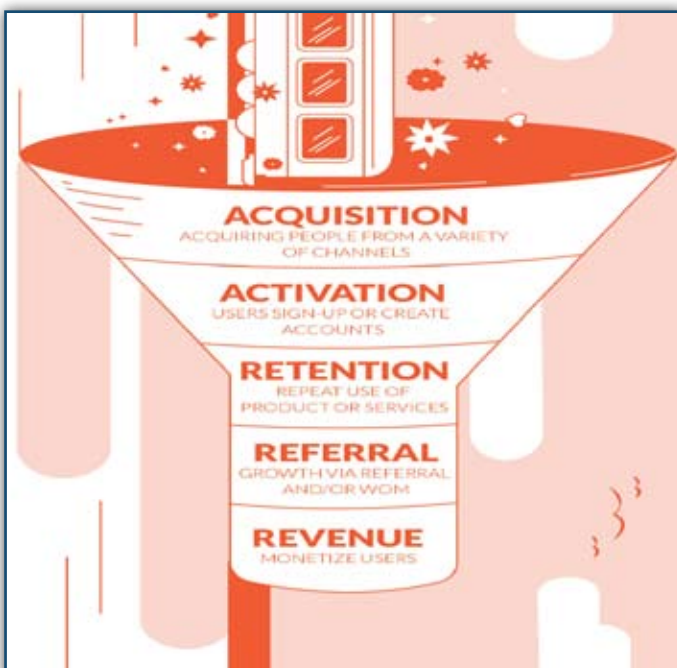 ACQUISITION
ACQUIRING PEOPLE FROM A VARIETY
OF CHANNELS
ACTIVATION
USERS SIGN-UP OR CREATE
ACCOUNTS
RETENTION
REPEAT USE OF
PRODUCT OR SERVICES
REFERRAL
GROWTH VIA REFERRAL
AND/OR WOM
REVENUE
MONETIZE USERS